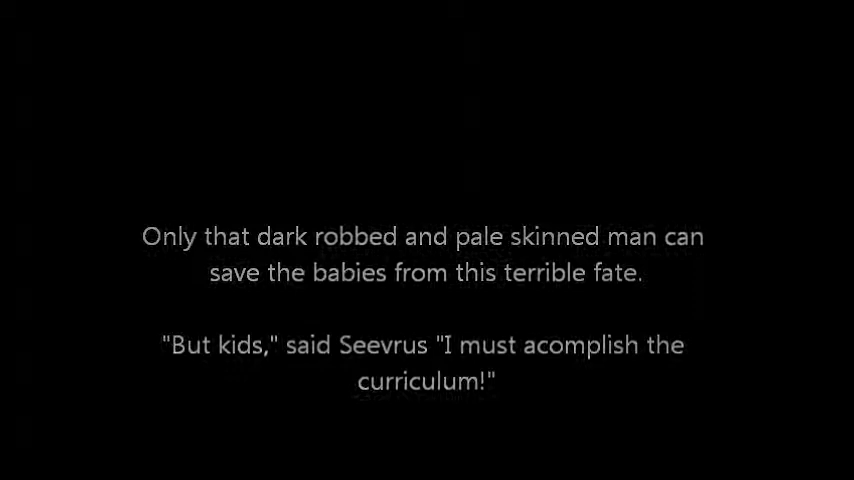 Only that dark robbed and pale skinned man can
save the babies from this terrible fate.
"But kids," said Seevrus "I must acomplish the
curriculum!"